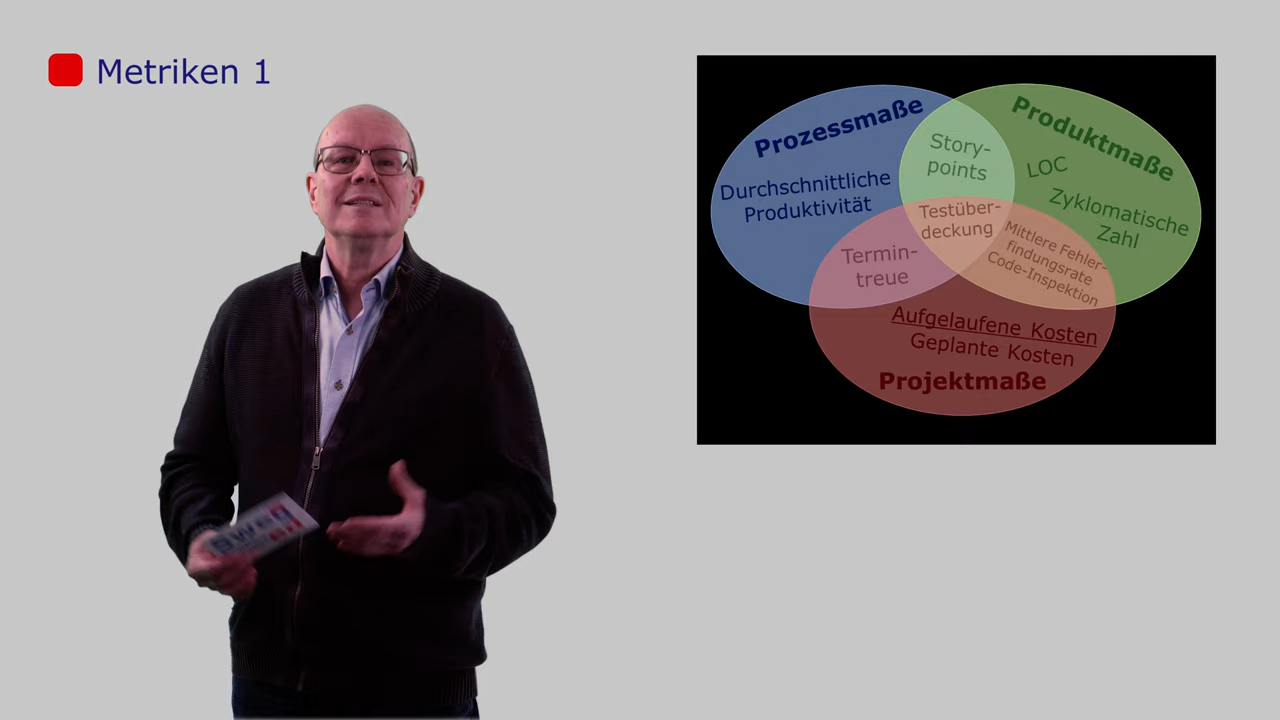 Metriken 1
Prozessmaße
Durchschnittliche
Produktivität
Story-
points
Produktmaße
LOC
Zyklomatische
Zahl
Testüber-
deckung
Mittlere Fehler-
findungsrate
Code-Inspektion
Termin-
treue
Aufgelaufene Kosten
Geplante Kosten
Projektmaße